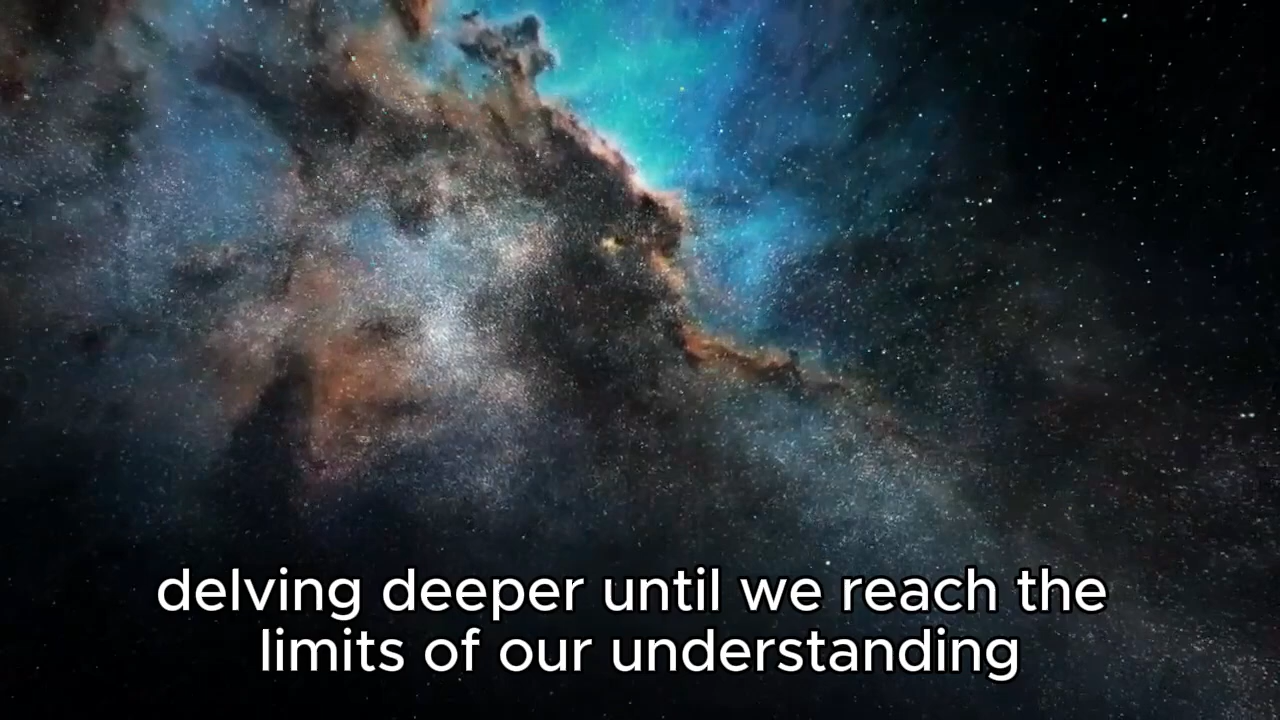 delving deeper until we reach the
limits of our understanding